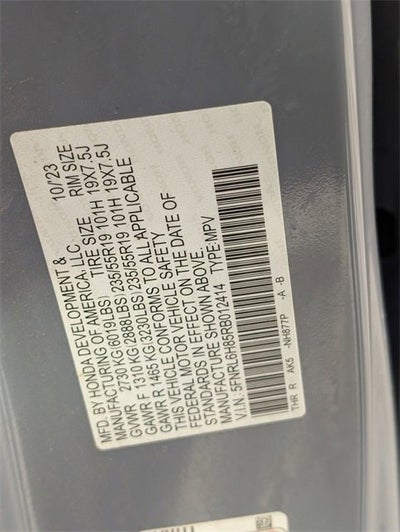 MFD. BY HONDA DEVELOPMENT & 10/23
MANUFACTURING OF AMERICA, LLC TIRE SIZE RIM SIZE
GVWR 2730 KG(6019LBS)
GAWR F 1310 KG(2888LBS) 235/55R19 101H 19X7.5J
GAWR R 1465 KG(3230LBS) 235/55R19 101H 19X7.5J
THIS VEHICLE CONFORMS TO ALL APPLICABLE
FEDERAL MOTOR VEHICLE SAFETY
STANDARDS IN EFFECT ON THE DATE OF
MANUFACTURE SHOWN ABOVE.
V.I.N: 5FNRL6H85RB012414 TYPE:MPV
THR R AK5 -NH877P -A -B